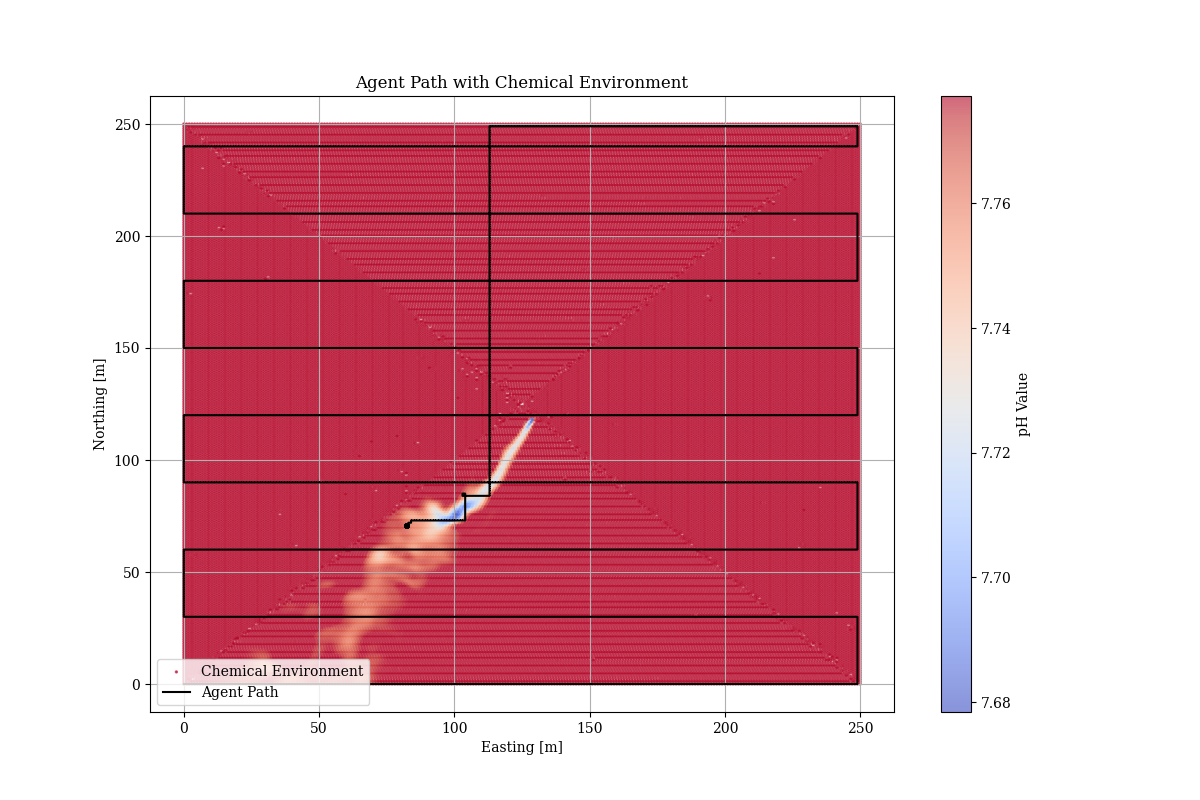 Agent Path with Chemical Environment
250
200
150
100
50
0
Northing [m]
0 50 100 150 200 250
Easting [m]
Chemical Environment
Agent Path
7.76
7.74
7.72
7.70
7.68
pH Value